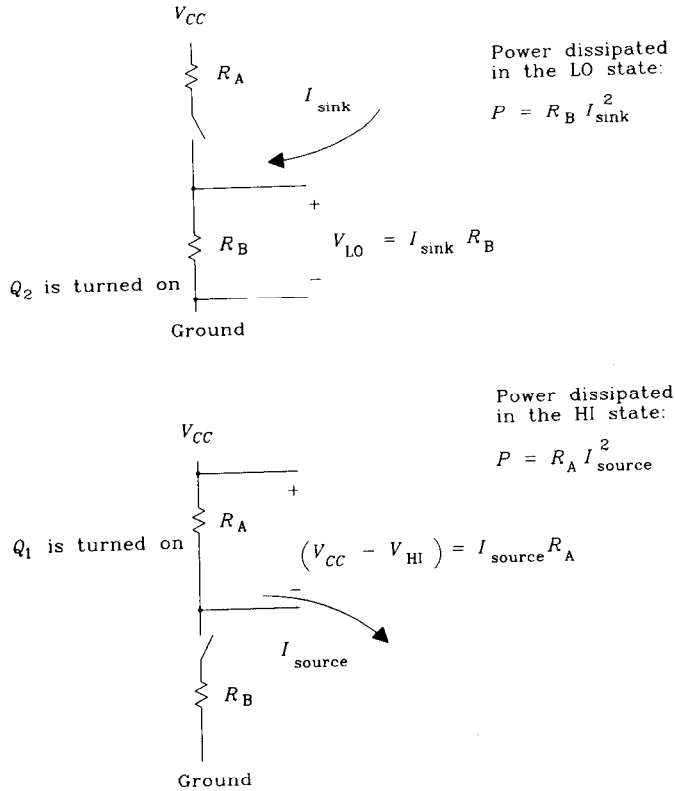 V_CC
Power dissipated
in the LO state:
P = R_B I_sink^2
R_A
I_sink
+
R_B
V_LO = I_sink R_B
−
Q_2 is turned on
Ground
Power dissipated
in the HI state:
P = R_A I_source^2
V_CC
+
R_A
Q_1 is turned on
(V_CC − V_HI) = I_source R_A
−
I_source
R_B
Ground